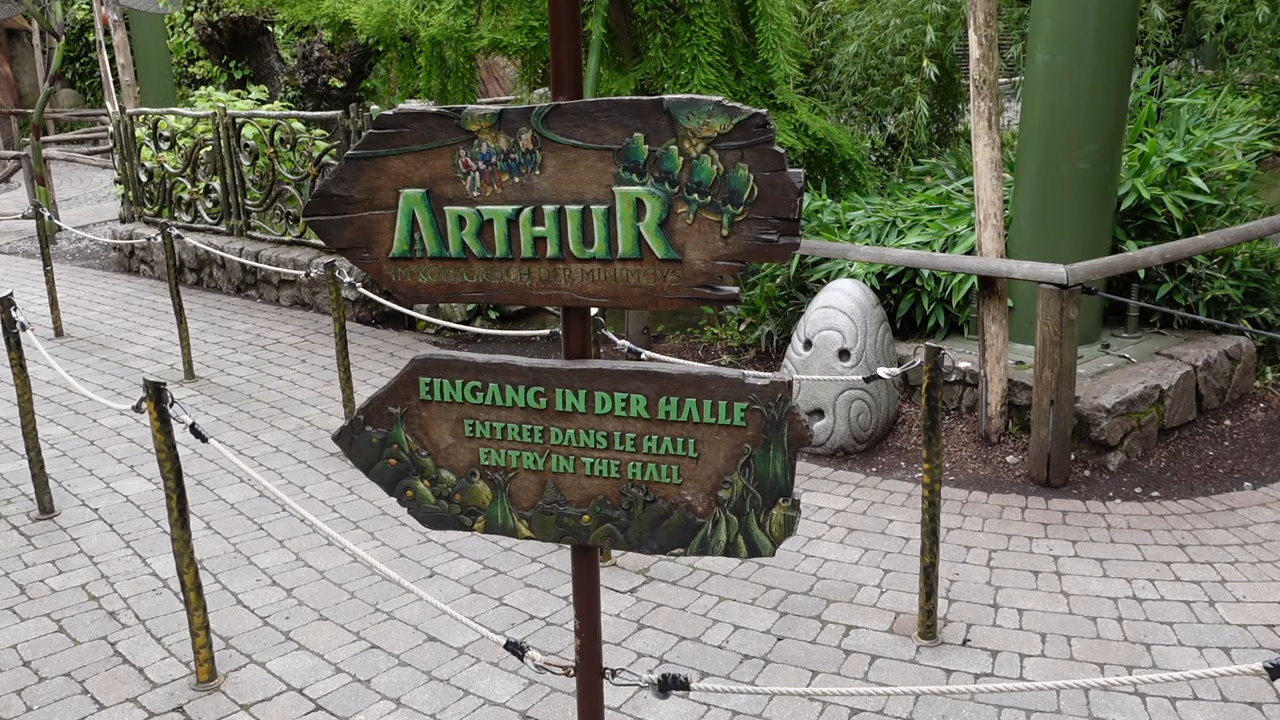 ARTHUR
IM KÖNIGREICH DER MINIMOYS
EINGANG IN DER HALLE
ENTREE DANS LE HALL
ENTRY IN THE HALL